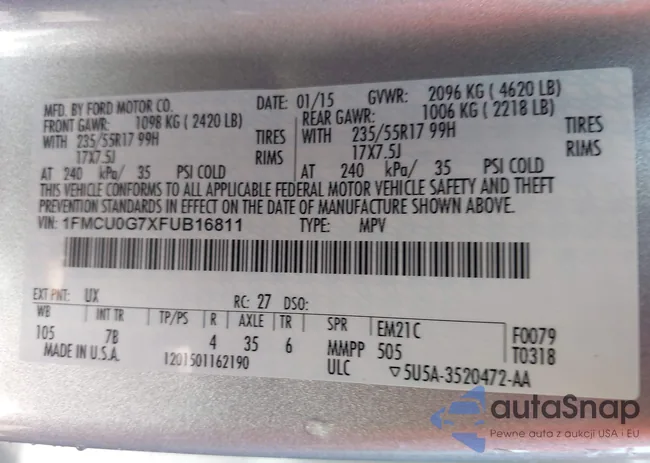 MFD. BY FORD MOTOR CO. DATE: 01/15 GVWR: 2096 KG ( 4620 LB)
FRONT GAWR: 1098 KG ( 2420 LB) REAR GAWR: 1006 KG ( 2218 LB)
WITH 235/55R17 99H TIRES WITH 235/55R17 99H TIRES
17X7.5J RIMS 17X7.5J RIMS
AT 240 kPa/ 35 PSI COLD AT 240 kPa/ 35 PSI COLD
THIS VEHICLE CONFORMS TO ALL APPLICABLE FEDERAL MOTOR VEHICLE SAFETY AND THEFT
PREVENTION STANDARDS IN EFFECT ON THE DATE OF MANUFACTURE SHOWN ABOVE.
VIN: 1FMCU0G7XFUB16811 TYPE: MPV
EXT PNT: UX RC: 27 DSO:
WB INT TR TP/PS R AXLE TR SPR EM21C F0079
105 7B 4 35 6 MMPP 505 T0318
MADE IN U.S.A. 1201501162190 ULC ▽5U5A-3520472-AA
autaSnap
Pewne auta z aukcji USA i EU